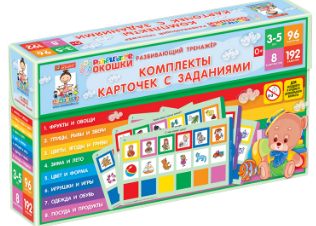 ОКОШКИ
РАЗВИВАЮЩИЙ ТРЕНАЖЁР
КОМПЛЕКТЫ
КАРТОЧЕК С ЗАДАНИЯМИ
0+
3-5
96
8
192
1. ФРУКТЫ И ОВОЩИ
2. ПТИЦЫ, РЫБЫ И ЗВЕРИ
3. ЦВЕТЫ, ЯГОДЫ И ГРИБЫ
4. ЗИМА И ЛЕТО
5. ЦВЕТ И ФОРМА
6. ИГРУШКИ И ИГРЫ
7. ОДЕЖДА И ОБУВЬ
8. ПОСУДА И ПРОДУКТЫ
3-5
96
8
192